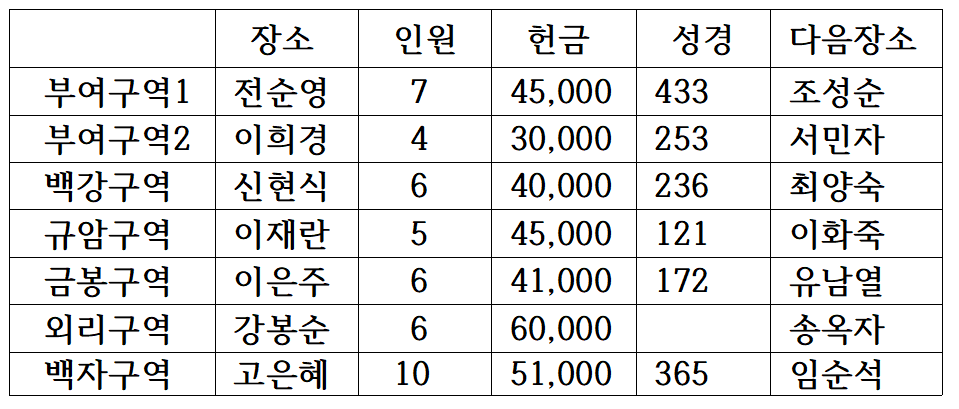 장소 인원 헌금 성경 다음장소
부여구역1 전순영 7 45,000 433 조성순
부여구역2 이희경 4 30,000 253 서민자
백강구역 신현식 6 40,000 236 최양숙
규암구역 이재란 5 45,000 121 이화죽
금봉구역 이은주 6 41,000 172 유남열
외리구역 강봉순 6 60,000 송옥자
백자구역 고은혜 10 51,000 365 임순석